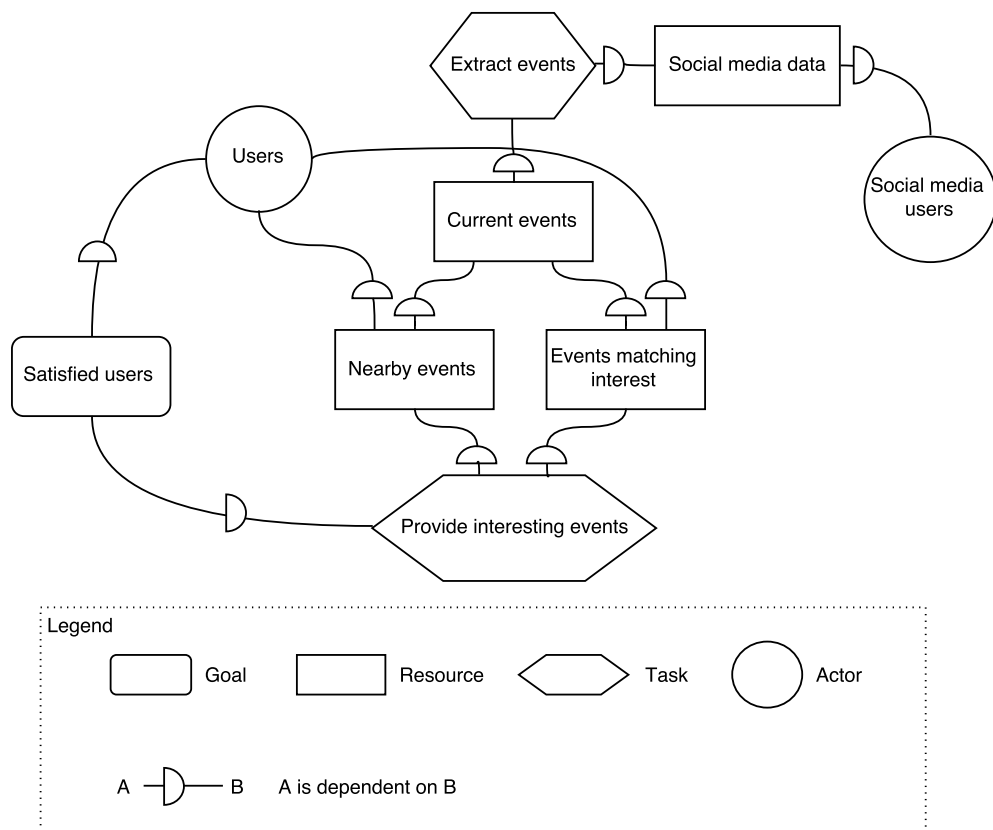 Extract events
Social media data
Users
Social media
users
Current events
Nearby events
Events matching
interest
Satisfied users
Provide interesting events
Legend
Goal
Resource
Task
Actor
A
B
A is dependent on B